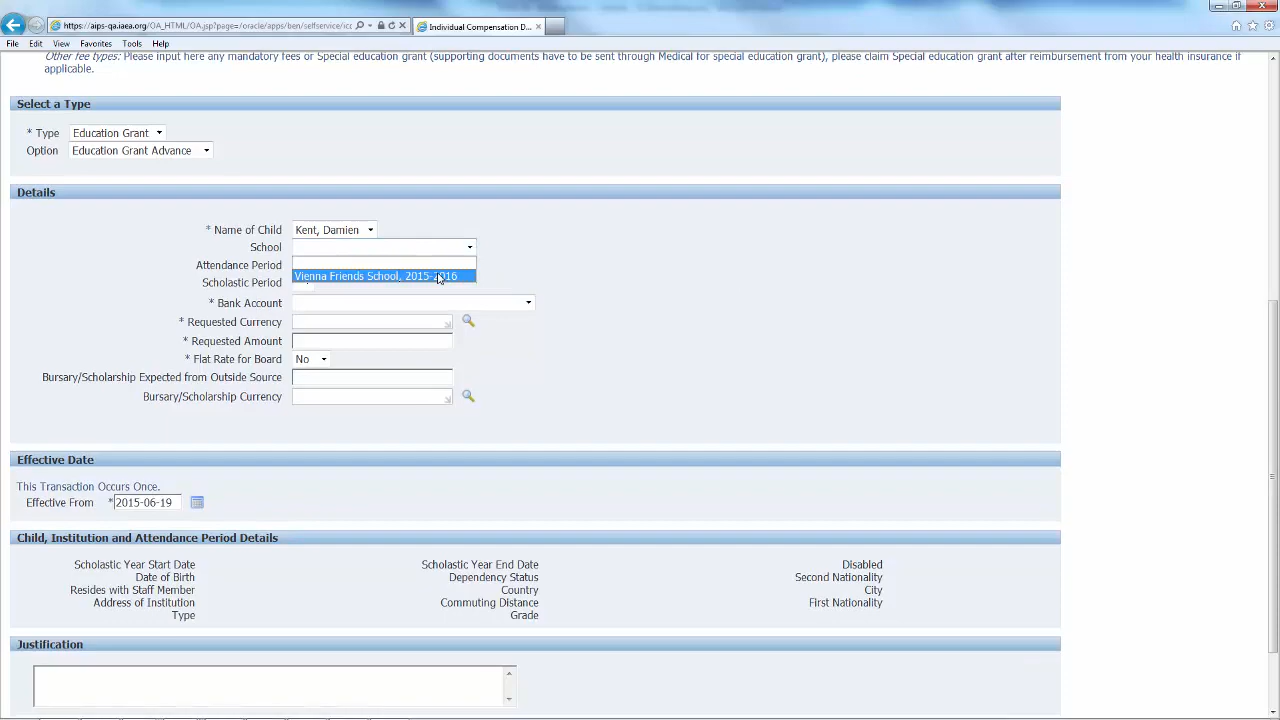 https://aips-qa.iaea.org/OA_HTML/OA.jsp?page=/oracle/apps/ben/selfservice/icc
Individual Compensation D...
File Edit View Favorites Tools Help
Other fee types: Please input here any mandatory fees or Special education grant (supporting documents have to be sent through Medical for special education grant), please claim Special education grant after reimbursement from your health insurance if
applicable.
Select a Type
* Type Education Grant
Option Education Grant Advance
Details
* Name of Child Kent, Damien
School
Attendance Period
Vienna Friends School, 2015-2016
Scholastic Period
* Bank Account
* Requested Currency
* Requested Amount
* Flat Rate for Board No
Bursary/Scholarship Expected from Outside Source
Bursary/Scholarship Currency
Effective Date
This Transaction Occurs Once.
Effective From * 2015-06-19
Child, Institution and Attendance Period Details
Scholastic Year Start Date Scholastic Year End Date Disabled
Date of Birth Dependency Status Second Nationality
Resides with Staff Member Country City
Address of Institution Commuting Distance First Nationality
Type Grade
Justification